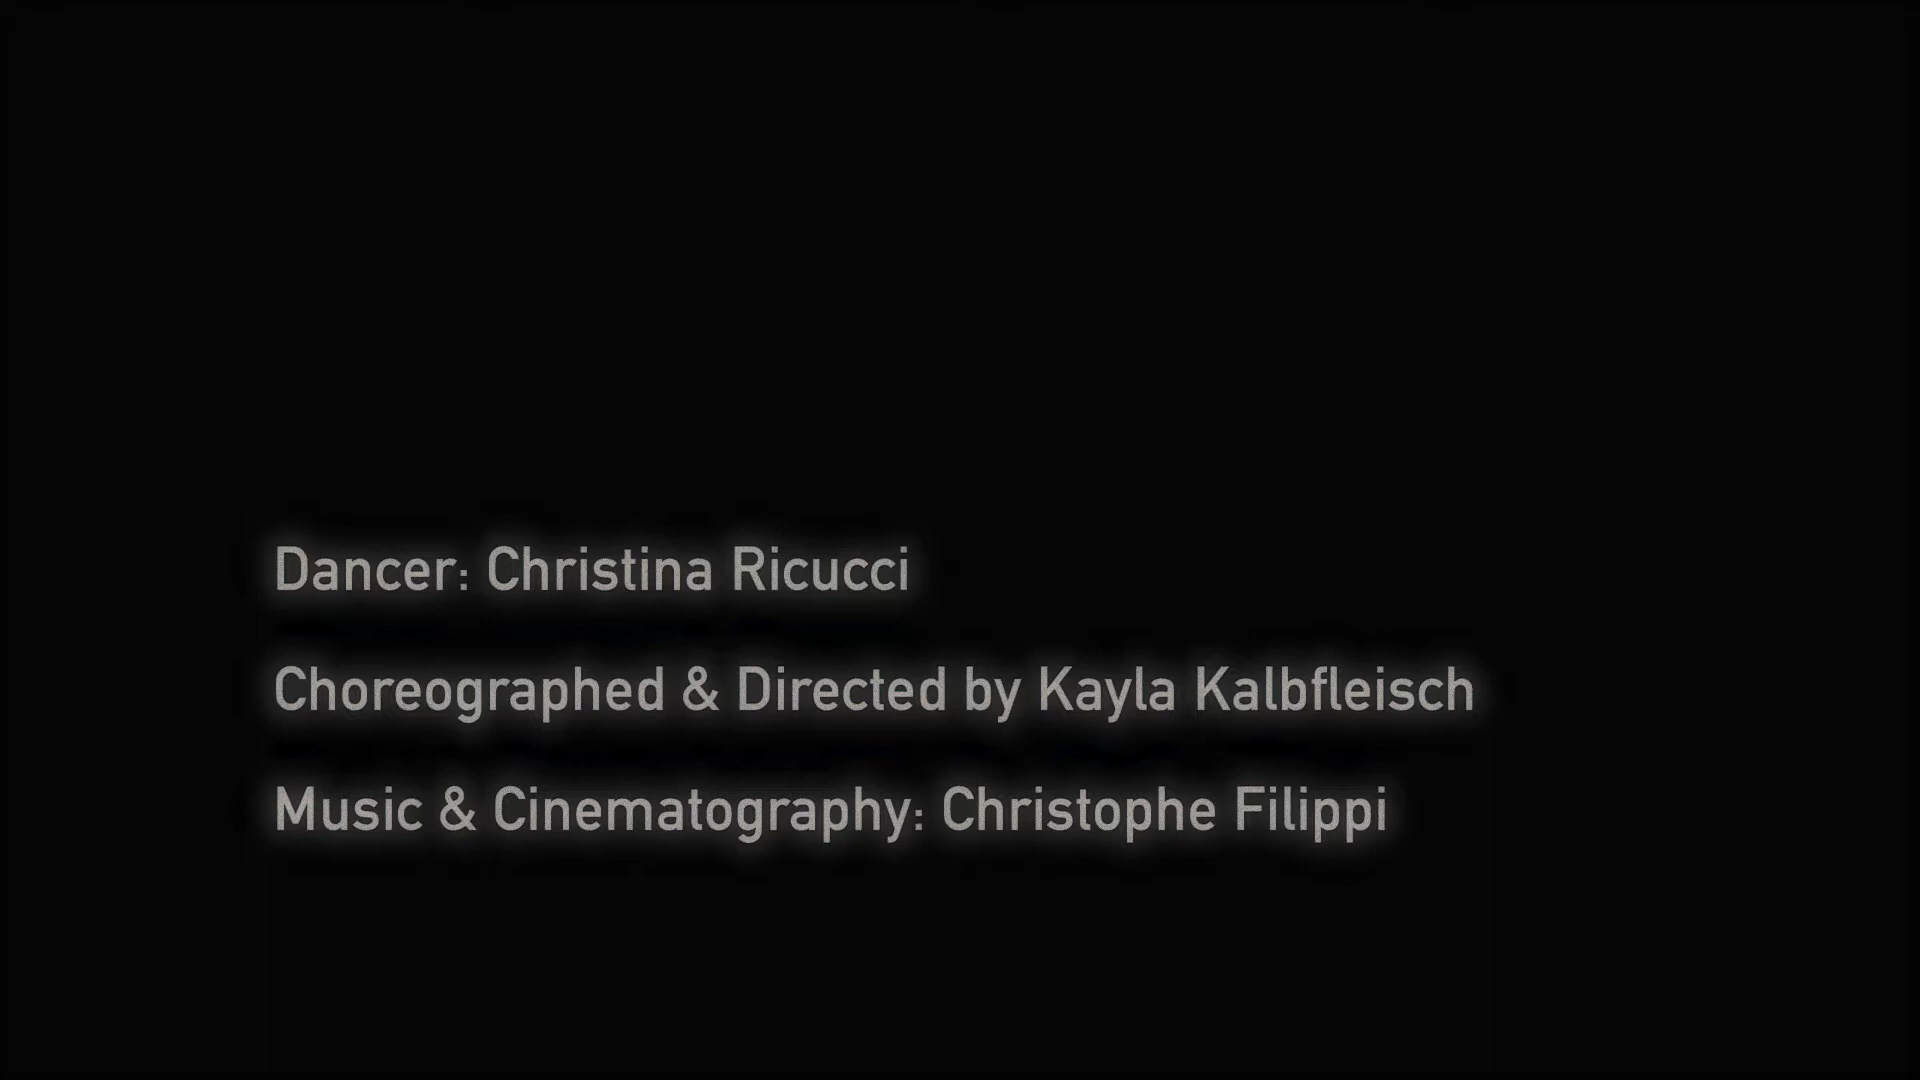 Dancer: Christina Ricucci
Choreographed & Directed by Kayla Kalbfleisch
Music & Cinematography: Christophe Filippi